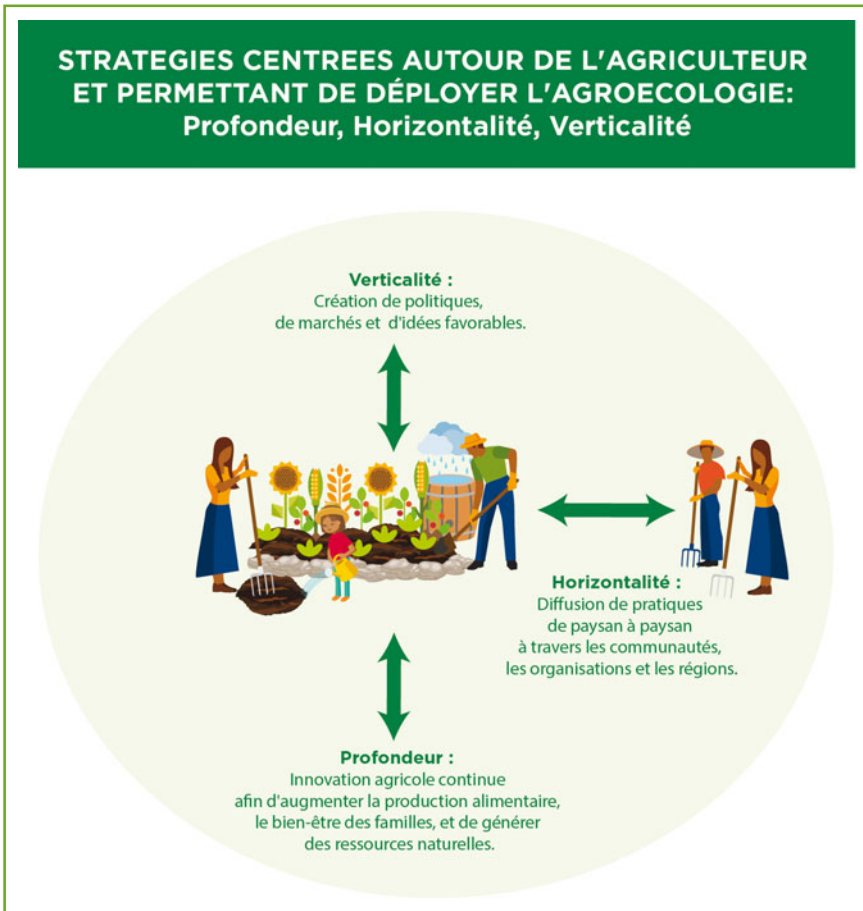 STRATEGIES CENTREES AUTOUR DE L'AGRICULTEUR
ET PERMETTANT DE DÉPLOYER L'AGROECOLOGIE:
Profondeur, Horizontalité, Verticalité
Verticalité :
Création de politiques,
de marchés et d'idées favorables.
Horizontalité :
Diffusion de pratiques
de paysan à paysan
à travers les communautés,
les organisations et les régions.
Profondeur :
Innovation agricole continue
afin d'augmenter la production alimentaire,
le bien-être des familles, et de générer
des ressources naturelles.